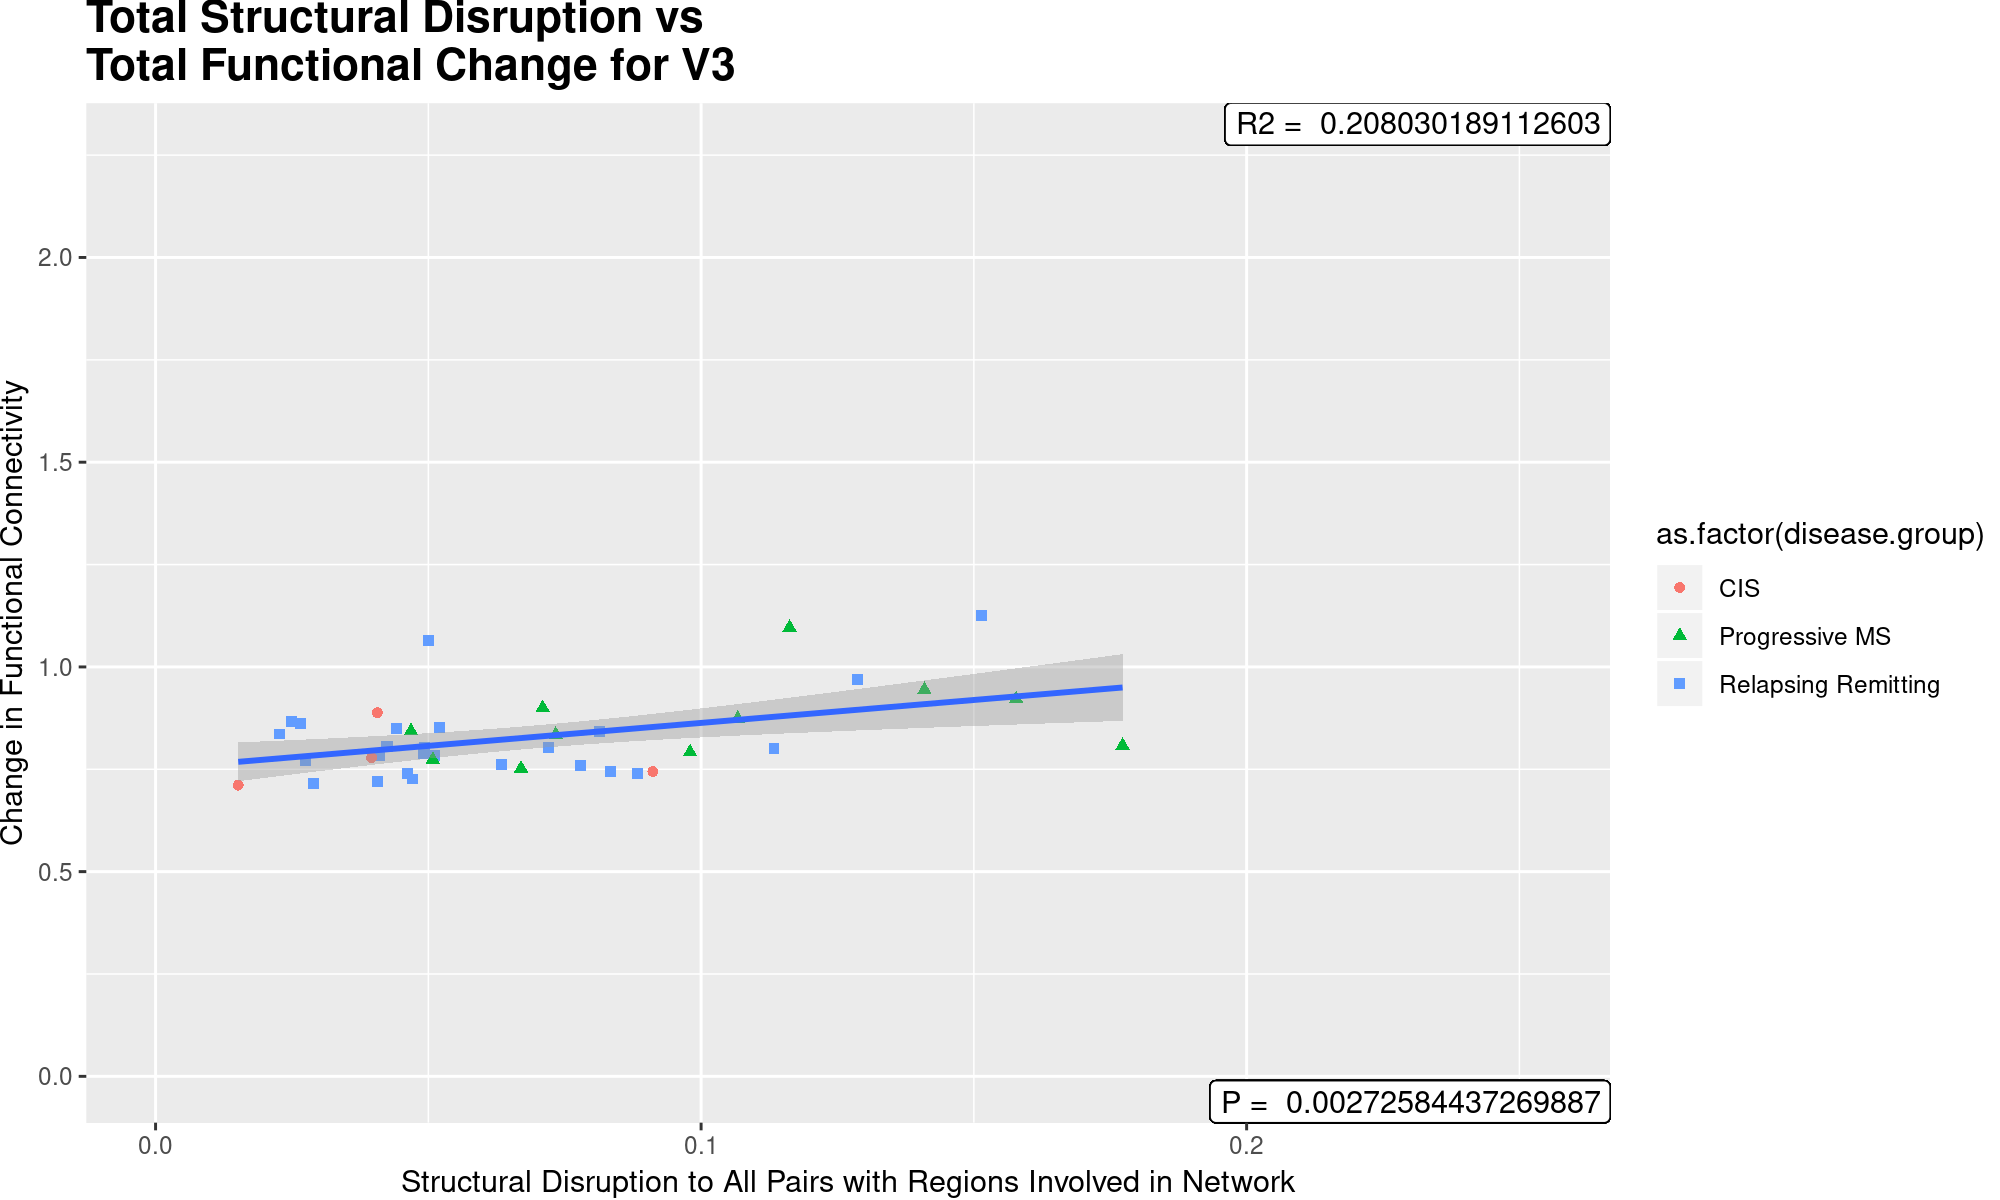 Total Structural Disruption vs
Total Functional Change for V3
R2 =  0.208030189112603
Change in Functional Connectivity
2.0
1.5
1.0
0.5
0.0
P =  0.00272584437269887
0.0
0.1
0.2
Structural Disruption to All Pairs with Regions Involved in Network
as.factor(disease.group)
CIS
Progressive MS
Relapsing Remitting